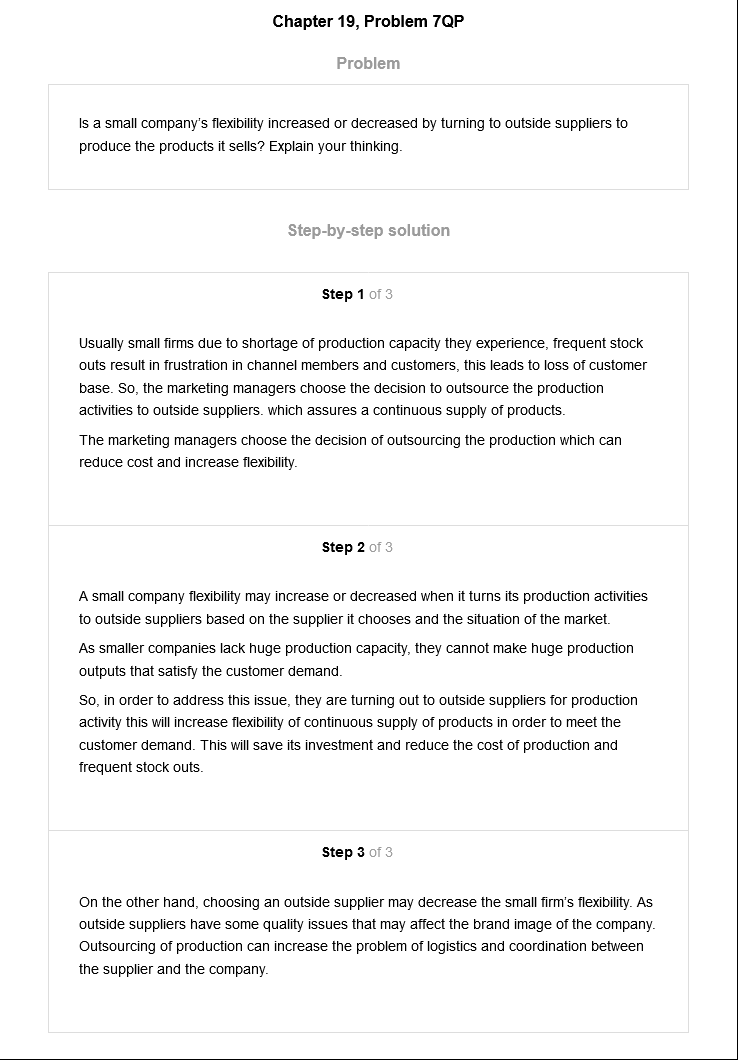 Chapter 19, Problem 7QP
Problem
Is a small company's flexibility increased or decreased by turning to outside suppliers to
produce the products it sells? Explain your thinking.
Step-by-step solution
Step 1 of 3
Usually small firms due to shortage of production capacity they experience, frequent stock
outs result in frustration in channel members and customers, this leads to loss of customer
base. So, the marketing managers choose the decision to outsource the production
activities to outside suppliers. which assures a continuous supply of products.
The marketing managers choose the decision of outsourcing the production which can
reduce cost and increase flexibility.
Step 2 of 3
A small company flexibility may increase or decreased when it turns its production activities
to outside suppliers based on the supplier it chooses and the situation of the market.
As smaller companies lack huge production capacity, they cannot make huge production
outputs that satisfy the customer demand.
So, in order to address this issue, they are turning out to outside suppliers for production
activity this will increase flexibility of continuous supply of products in order to meet the
customer demand. This will save its investment and reduce the cost of production and
frequent stock outs.
Step 3 of 3
On the other hand, choosing an outside supplier may decrease the small firm's flexibility. As
outside suppliers have some quality issues that may affect the brand image of the company.
Outsourcing of production can increase the problem of logistics and coordination between
the supplier and the company.